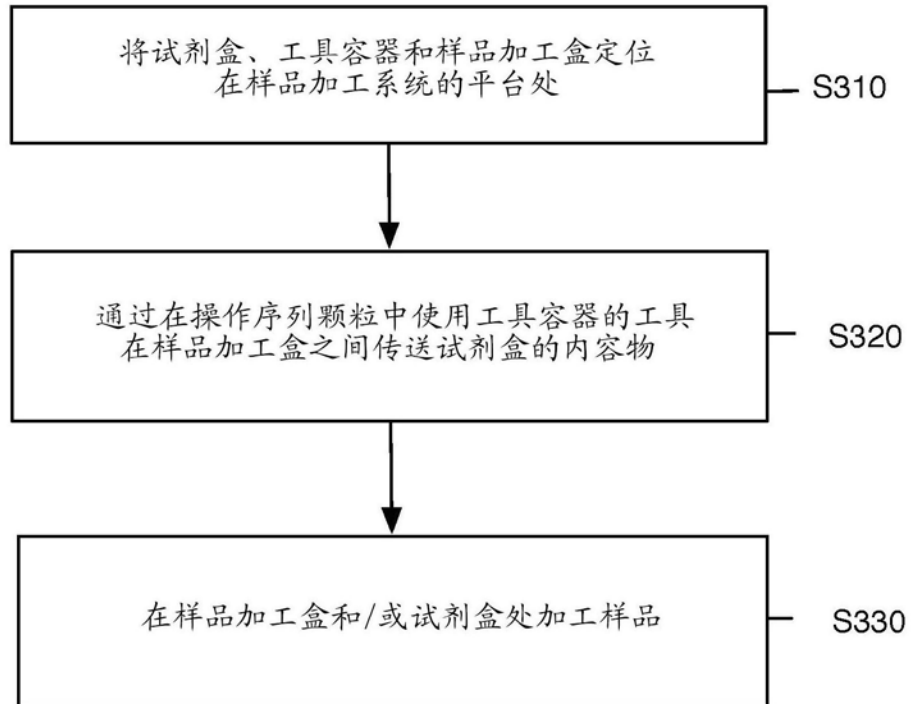 将试剂盒、工具容器和样品加工盒定位
在样品加工系统的平台处
S310
通过在操作序列颗粒中使用工具容器的工具
在样品加工盒之间传送试剂盒的内容物
S320
在样品加工盒和/或试剂盒处加工样品
S330